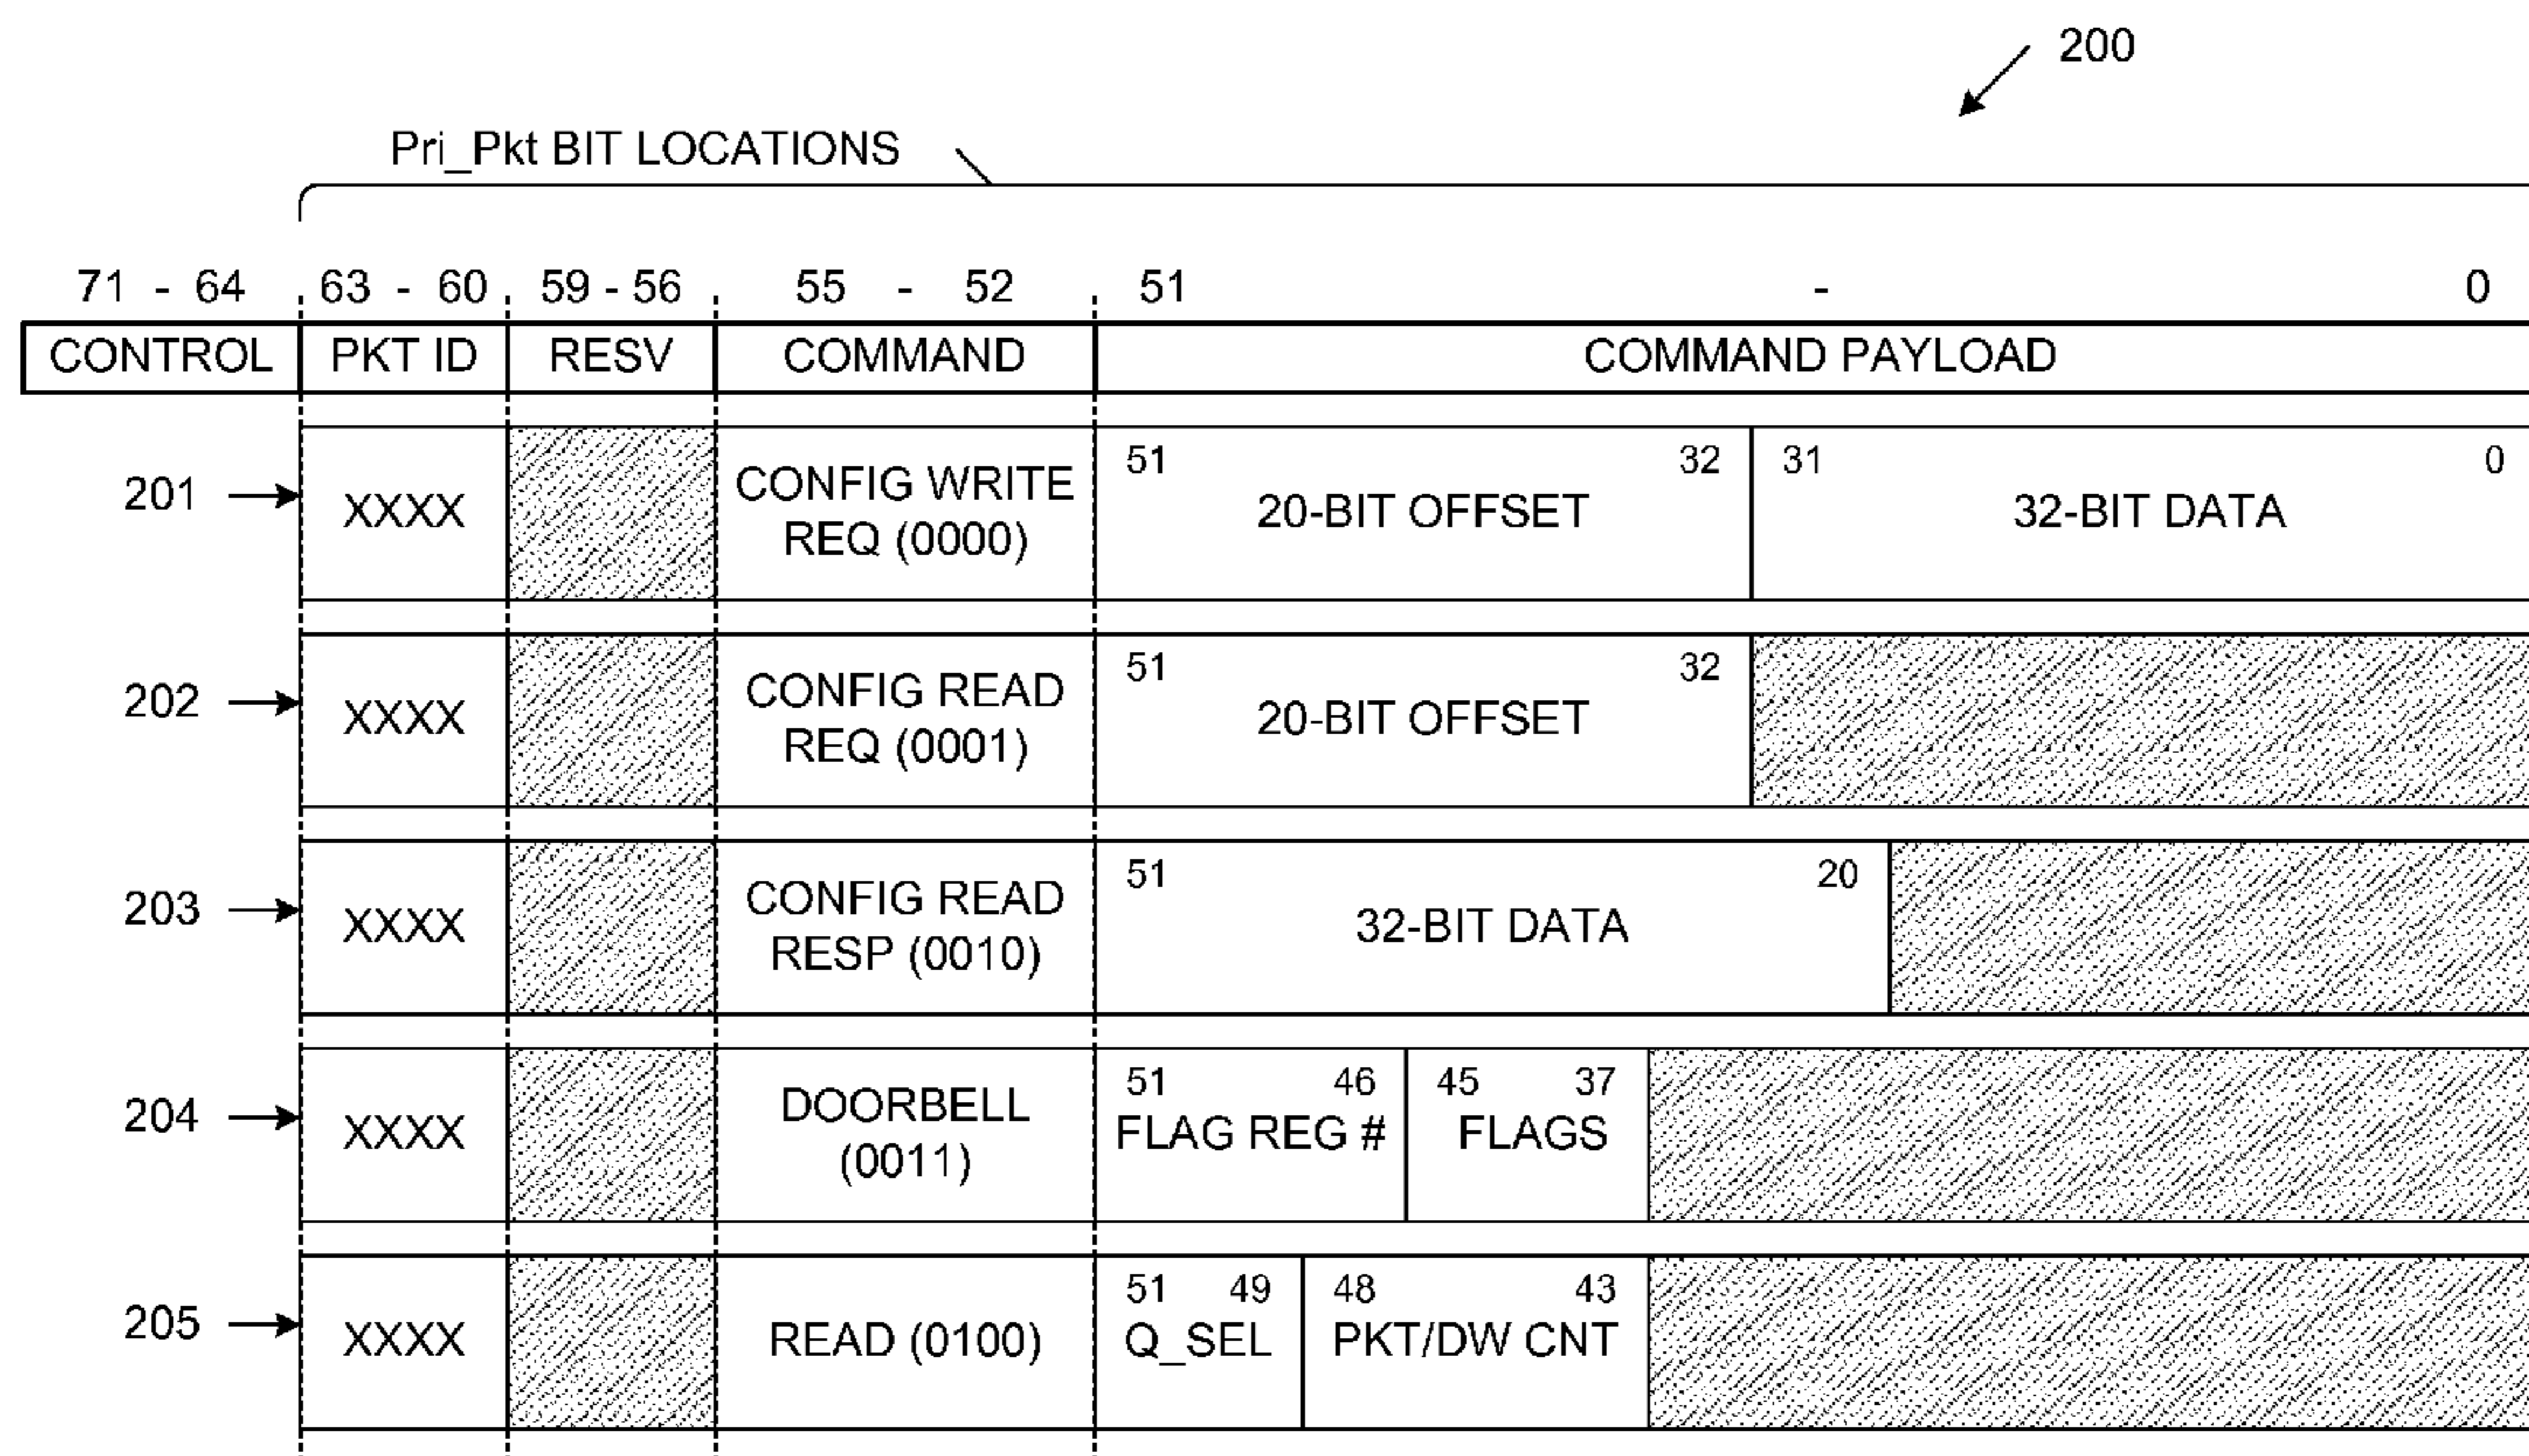 200
Pri_Pkt BIT LOCATIONS
71 - 64 63 - 60 59 - 56 55 - 52 51 - 0
CONTROL PKT ID RESV COMMAND COMMAND PAYLOAD
201 XXXX CONFIG WRITE REQ (0000) 51 32 20-BIT OFFSET 31 0 32-BIT DATA
202 XXXX CONFIG READ REQ (0001) 51 32 20-BIT OFFSET
203 XXXX CONFIG READ RESP (0010) 51 20 32-BIT DATA
204 XXXX DOORBELL (0011) 51 46 FLAG REG # 45 37 FLAGS
205 XXXX READ (0100) 51 49 Q_SEL 48 43 PKT/DW CNT